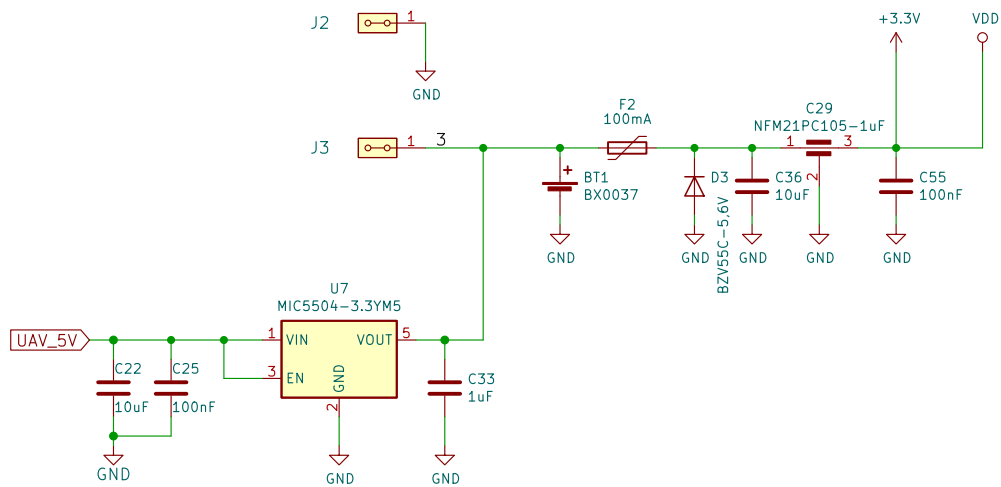 J2
1
GND
+3.3V
VDD
F2
100mA
C29
NFM21PC105-1uF
J3
1
3
1
3
2
BT1
BX0037
D3
BZV55C-5,6V
C36
10uF
C55
100nF
GND
GND
GND
GND
GND
U7
MIC5504-3.3YM5
UAV_5V
1
VIN
VOUT
5
3
EN
GND
2
C22
10uF
C25
100nF
C33
1uF
GND
GND
GND